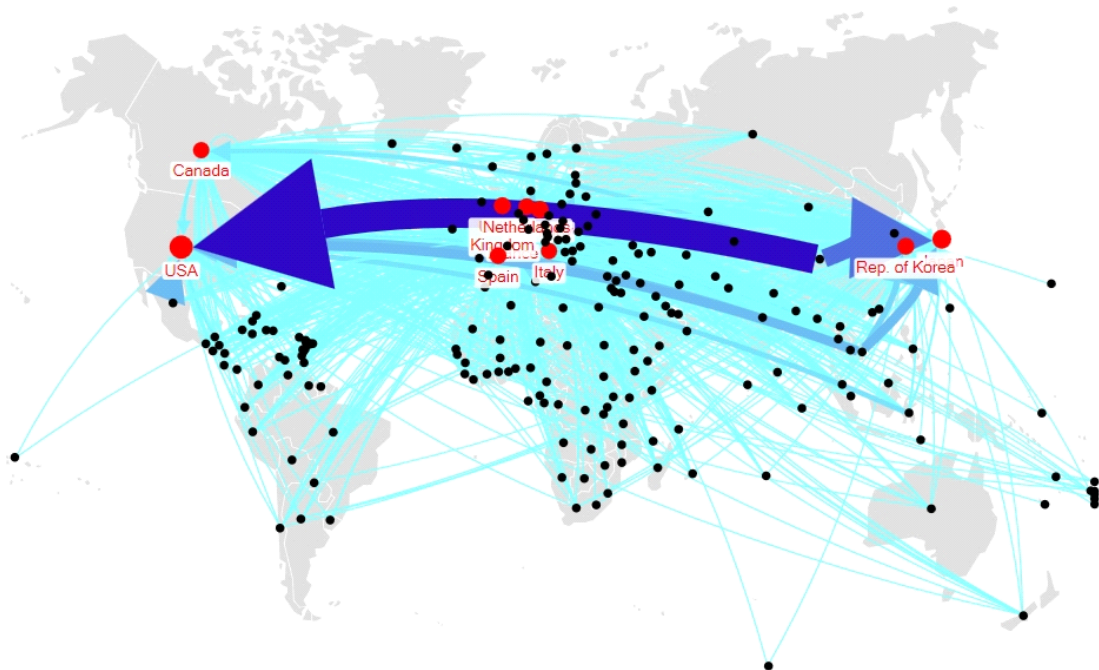 Canada
Netherlands
Kingdom
USA
Spain
Italy
Rep. of Korea